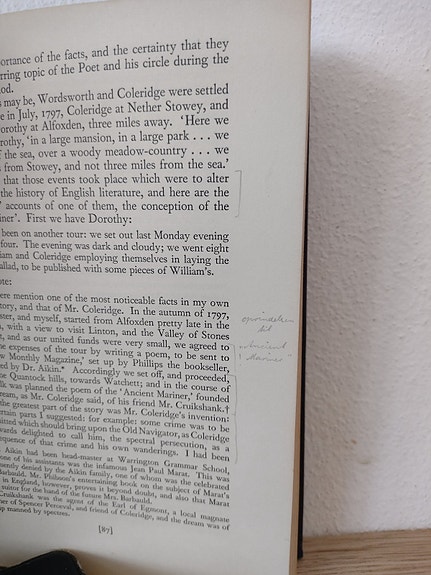 portance of the facts, and the certainty that they
rring topic of the Poet and his circle during the
od.
s may be, Wordsworth and Coleridge were settled
e in July, 1797, Coleridge at Nether Stowey, and
orothy at Alfoxden, three miles away. 'Here we
rothy, 'in a large mansion, in a large park . . . we
f the sea, over a woody meadow-country . . . we
s from Stowey, and not three miles from the sea.'
that those events took place which were to alter
the history of English literature, and here are the
' accounts of one of them, the conception of the
iner'. First we have Dorothy:
been on another tour: we set out last Monday evening
four. The evening was dark and cloudy; we went eight
iam and Coleridge employing themselves in laying the
allad, to be published with some pieces of William's.
ote:
ere mention one of the most noticeable facts in my own
tory, and that of Mr. Coleridge. In the autumn of 1797,
ster, and myself, started from Alfoxden pretty late in the
n, with a view to visit Linton, and the Valley of Stones
t, and as our united funds were very small, we agreed to
e expenses of the tour by writing a poem, to be sent to
w Monthly Magazine,' set up by Phillips the bookseller,
ed by Dr. Aikin.* Accordingly we set off, and proceeded,
e Quantock hills, towards Watchett; and in the course of
lk was planned the poem of the 'Ancient Mariner,' founded
ream, as Mr. Coleridge said, of his friend Mr. Cruikshank.†
the greatest part of the story was Mr. Coleridge's invention:
rtain parts I suggested: for example: some crime was to be
itted which should bring upon the Old Navigator, as Coleridge
wards delighted to call him, the spectral persecution, as a
equence of that crime and his own wanderings. I had been
Aikin had been head-master at Warrington Grammar School,
one of his assistants was the infamous Jean Paul Marat. This was
ently denied by the Aikin family, one of whom was the celebrated
Barbauld. Mr. Phibson's entertaining book on the subject of Marat's
in England, however, proves it beyond doubt, and also that Marat
suitor for the hand of the future Mrs. Barbauld.
Cruikshank was the agent of the Earl of Egmont, a local magnate
er of Spencer Perceval, and friend of Coleridge, and the dream of
p manned by spectres.
[87]
til
"Ancient
Mariner"